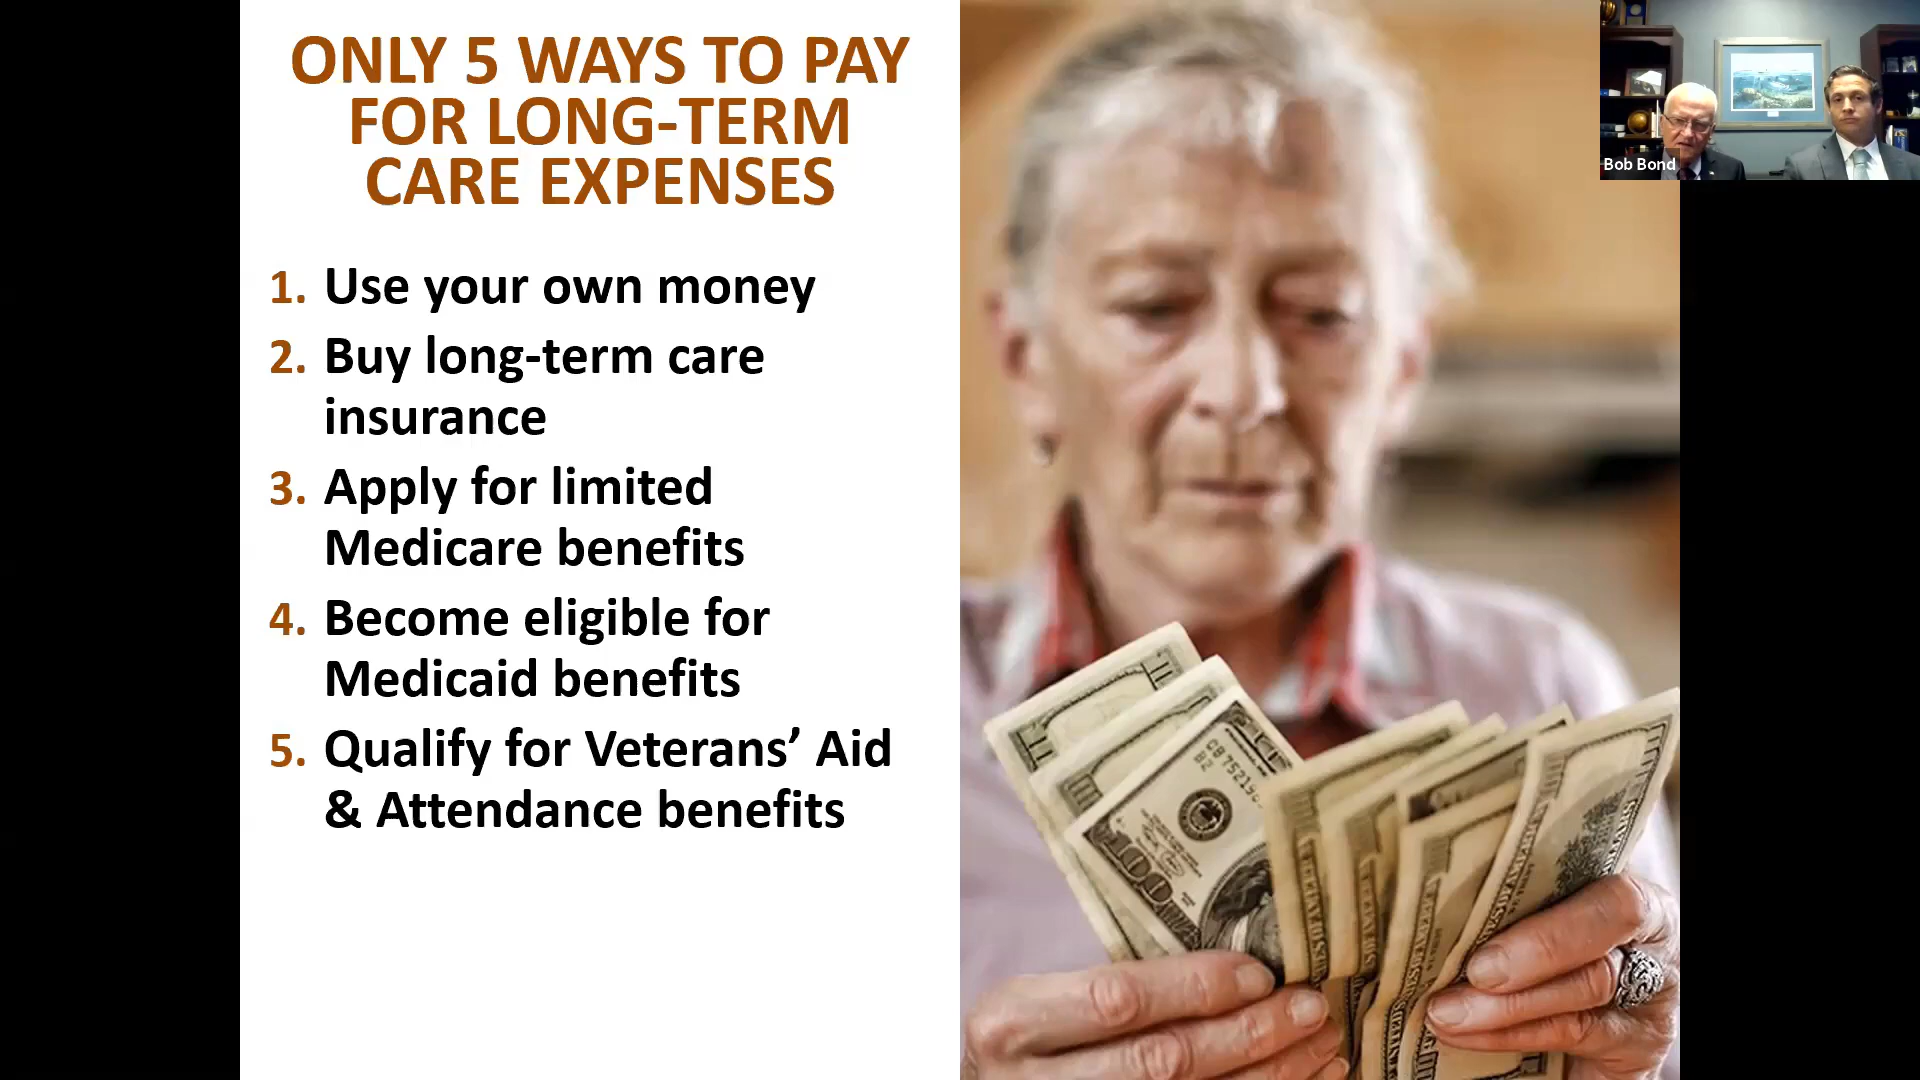 ONLY 5 WAYS TO PAY
FOR LONG-TERM
CARE EXPENSES
1. Use your own money
2. Buy long-term care
insurance
3. Apply for limited
Medicare benefits
4. Become eligible for
Medicaid benefits
5. Qualify for Veterans’ Aid
& Attendance benefits
Bob Bond
100